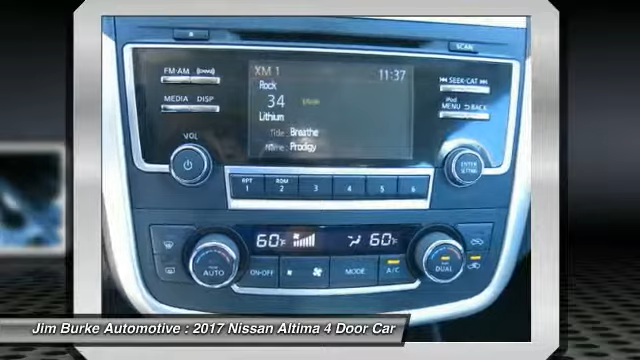 SCAN
FM·AM
XM 1
11:37
SEEK·CAT
Rock
MEDIA DISP
34
iPod
MENU BACK
Lithium
VOL
Title : Breathe
Name : Prodigy
ENTER
RPT 1 RDM 2 3 4 5 6
60°F 60°F
AUTO
ON·OFF
MODE
A/C
DUAL
Jim Burke Automotive : 2017 Nissan Altima 4 Door Car